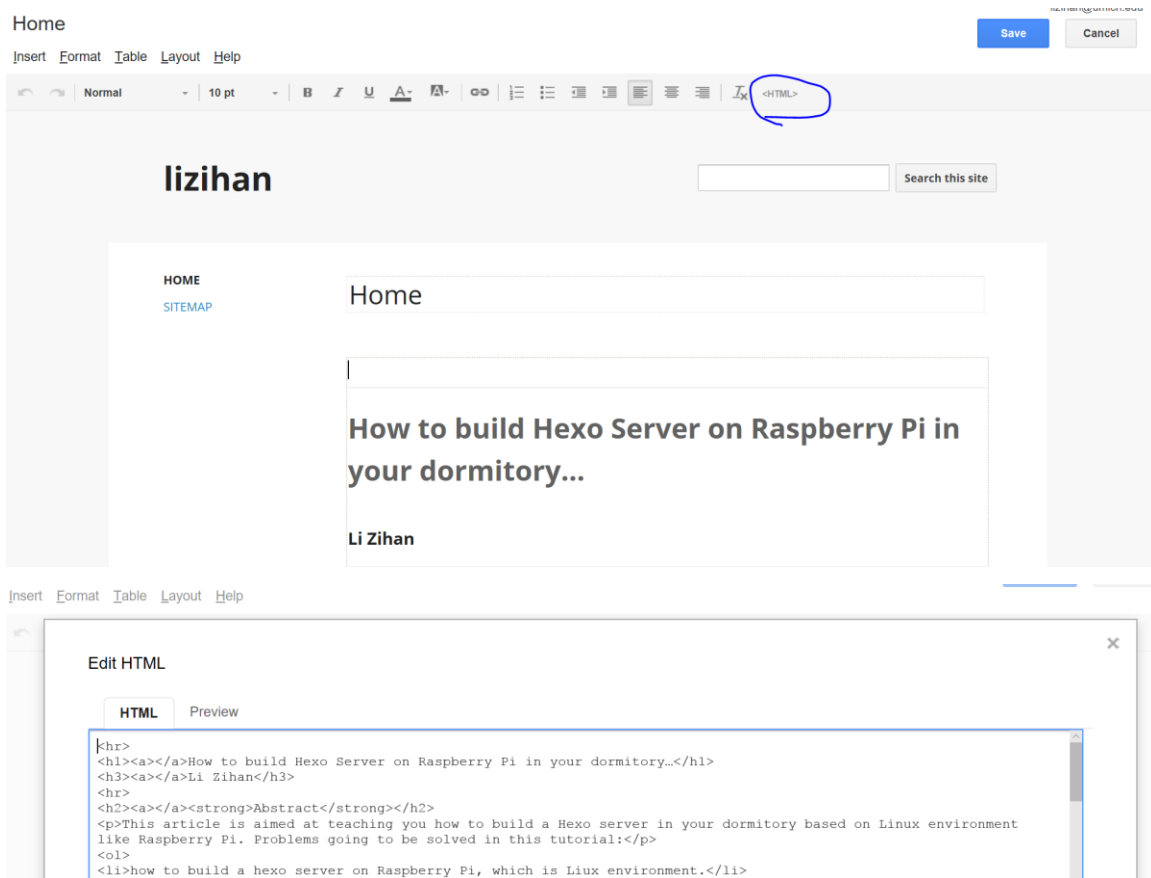 Home
Save
Cancel
Insert Format Table Layout Help
Normal 10 pt B I U A A <HTML>
lizihan
Search this site
HOME
SITEMAP
Home
How to build Hexo Server on Raspberry Pi in
your dormitory...
Li Zihan
Insert Format Table Layout Help
Edit HTML
HTML Preview
<hr>
<h1><a></a>How to build Hexo Server on Raspberry Pi in your dormitory…</h1>
<h3><a></a>Li Zihan</h3>
<hr>
<h2><a></a><strong>Abstract</strong></h2>
<p>This article is aimed at teaching you how to build a Hexo server in your dormitory based on Linux environment
like Raspberry Pi. Problems going to be solved in this tutorial:</p>
<ol>
<li>how to build a hexo server on Raspberry Pi, which is Liux environment.</li>